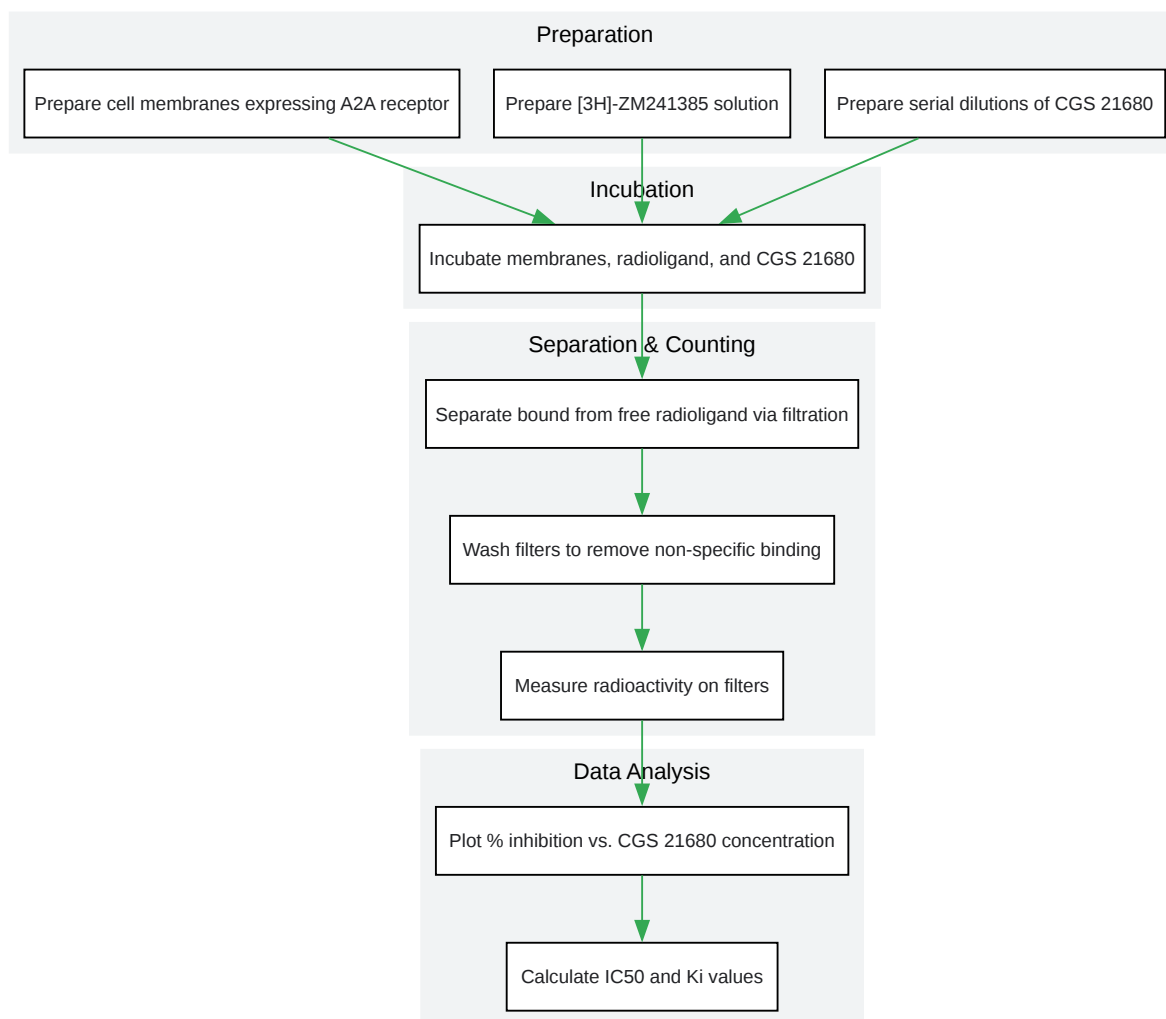 Preparation
Prepare cell membranes expressing A2A receptor
Prepare [3H]-ZM241385 solution
Prepare serial dilutions of CGS 21680
Incubation
Incubate membranes, radioligand, and CGS 21680
Separation & Counting
Separate bound from free radioligand via filtration
Wash filters to remove non-specific binding
Measure radioactivity on filters
Data Analysis
Plot % inhibition vs. CGS 21680 concentration
Calculate IC50 and Ki values